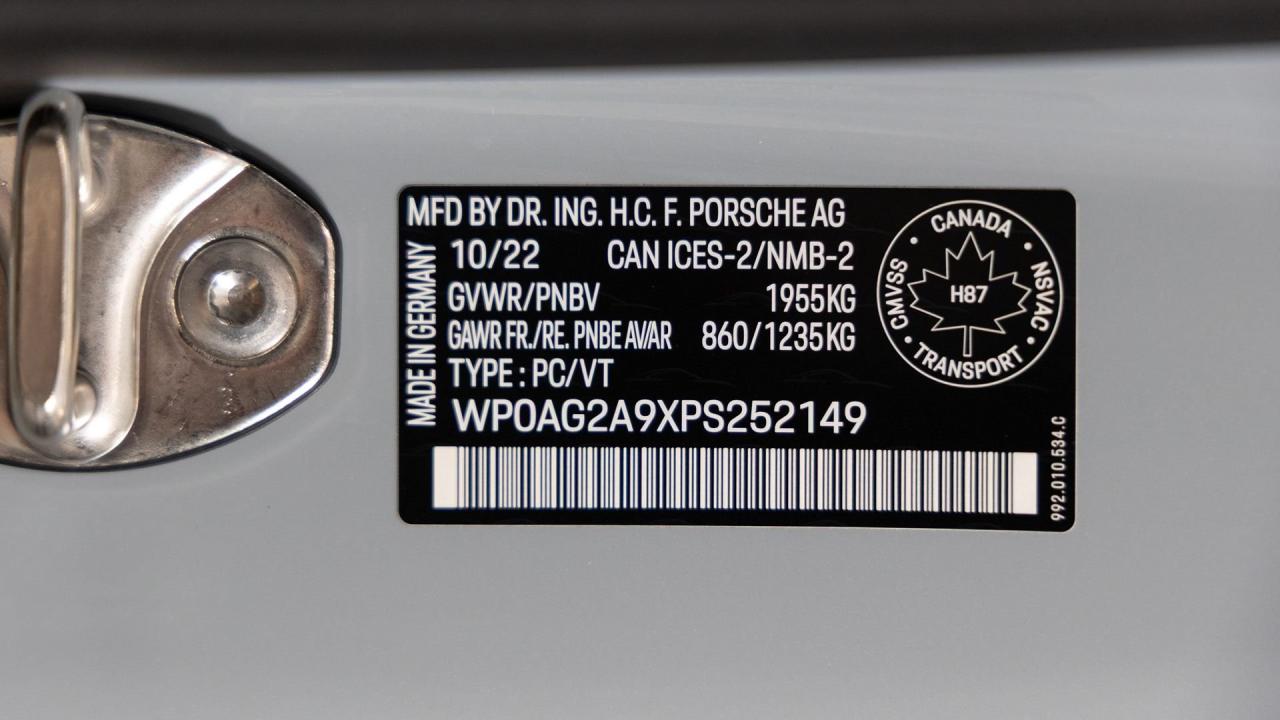 MFD BY DR. ING. H.C. F. PORSCHE AG
MADE IN GERMANY
10/22 CAN ICES-2/NMB-2
GVWR/PNBV 1955KG
GAWR FR./RE. PNBE AV/AR 860/1235KG
TYPE : PC/VT
WP0AG2A9XPS252149
CANADA
CMVSS
H87
NSVAC
TRANSPORT
992.010.534.C